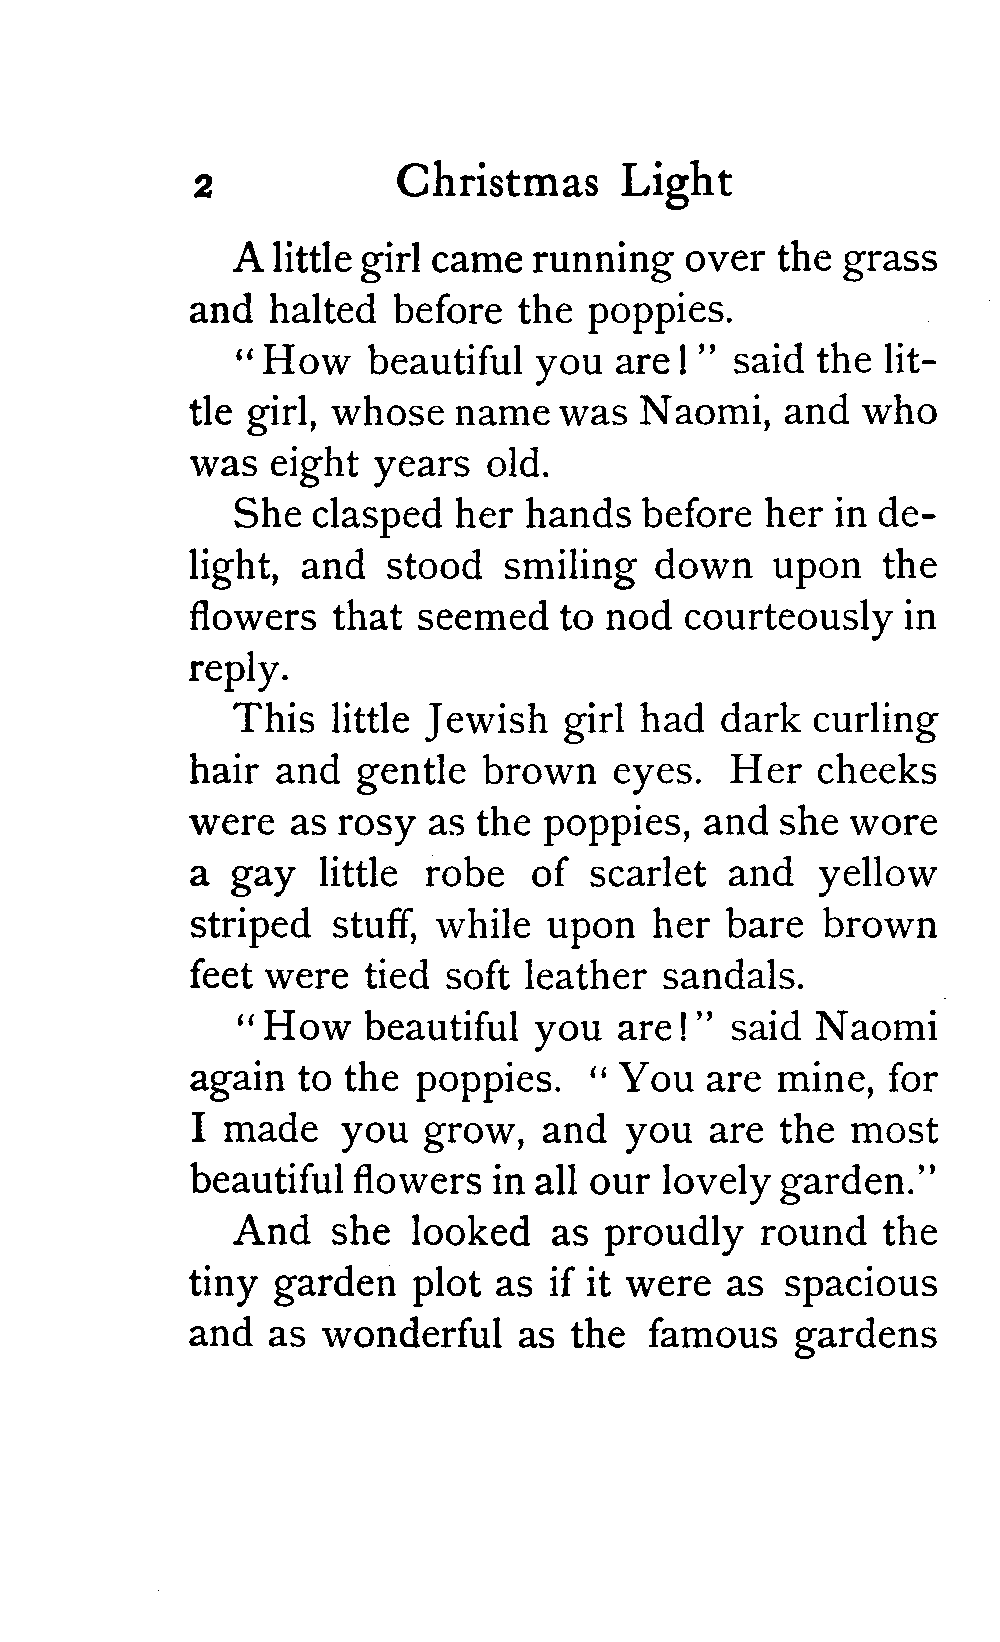 2 Christmas Light
A little girl came running over the grass
and halted before the poppies.
" How beautiful you are! " said the lit-
tle girl, whose name was Naomi, and who
was eight years old.
She clasped her hands before her in de-
light, and stood smiling down upon the
flowers that seemed to nod courteously in
reply.
This little Jewish girl had dark curling
hair and gentle brown eyes. Her cheeks
were as rosy as the poppies, and she wore
a gay little robe of scarlet and yellow
striped stuff, while upon her bare brown
feet were tied soft leather sandals.
" How beautiful you are! " said Naomi
again to the poppies. " You are mine, for
I made you grow, and you are the most
beautiful flowers in all our lovely garden."
And she looked as proudly round the
tiny garden plot as if it were as spacious
and as wonderful as the famous gardens